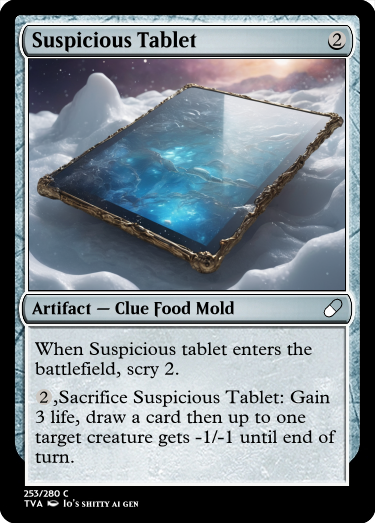 Suspicious Tablet 2
Artifact — Clue Food Mold
When Suspicious tablet enters the
battlefield, scry 2.
2,Sacrifice Suspicious Tablet: Gain
3 life, draw a card then up to one
target creature gets -1/-1 until end of
turn.
253/280 C
TVA Io's SHITTY AI GEN